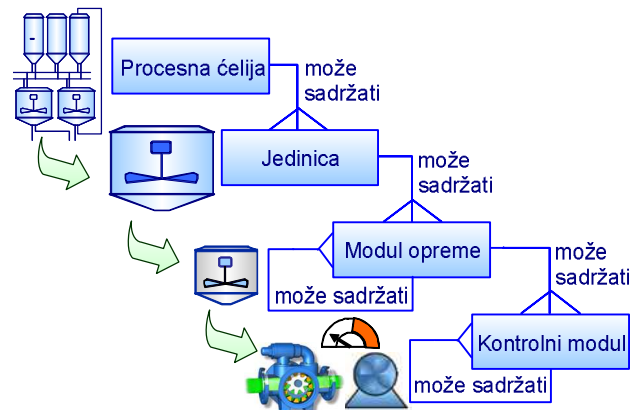 Procesna ćelija
može
sadržati
Jedinica
može
sadržati
Modul opreme
može
sadržati
može sadržati
Kontrolni modul
može sadržati